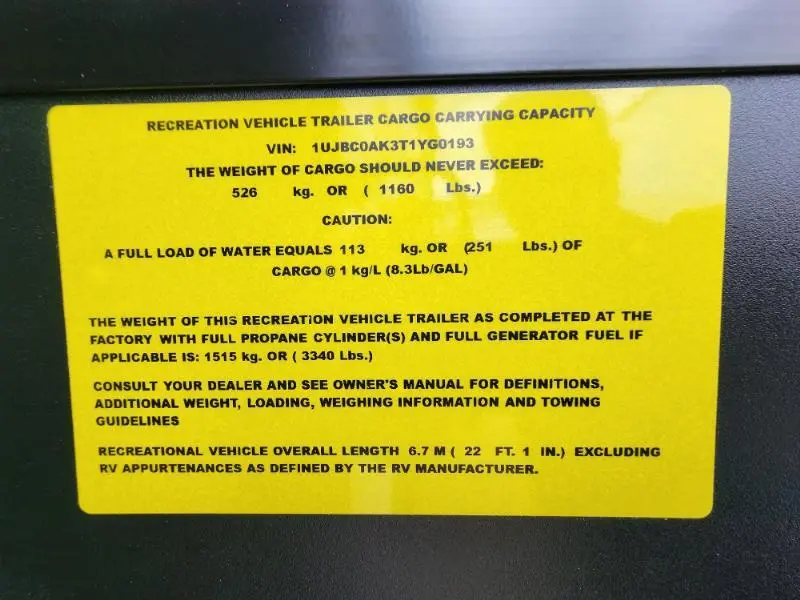 RECREATION VEHICLE TRAILER CARGO CARRYING CAPACITY
VIN: 1UJBC0AK3T1YG0193
THE WEIGHT OF CARGO SHOULD NEVER EXCEED:
526 kg. OR ( 1160 Lbs.)
CAUTION:
A FULL LOAD OF WATER EQUALS 113 kg. OR (251 Lbs.) OF
CARGO @ 1 kg/L (8.3Lb/GAL)
THE WEIGHT OF THIS RECREATION VEHICLE TRAILER AS COMPLETED AT THE
FACTORY WITH FULL PROPANE CYLINDER(S) AND FULL GENERATOR FUEL IF
APPLICABLE IS: 1515 kg. OR ( 3340 Lbs.)
CONSULT YOUR DEALER AND SEE OWNER'S MANUAL FOR DEFINITIONS,
ADDITIONAL WEIGHT, LOADING, WEIGHING INFORMATION AND TOWING
GUIDELINES
RECREATIONAL VEHICLE OVERALL LENGTH 6.7 M ( 22 FT. 1 IN.) EXCLUDING
RV APPURTENANCES AS DEFINED BY THE RV MANUFACTURER.